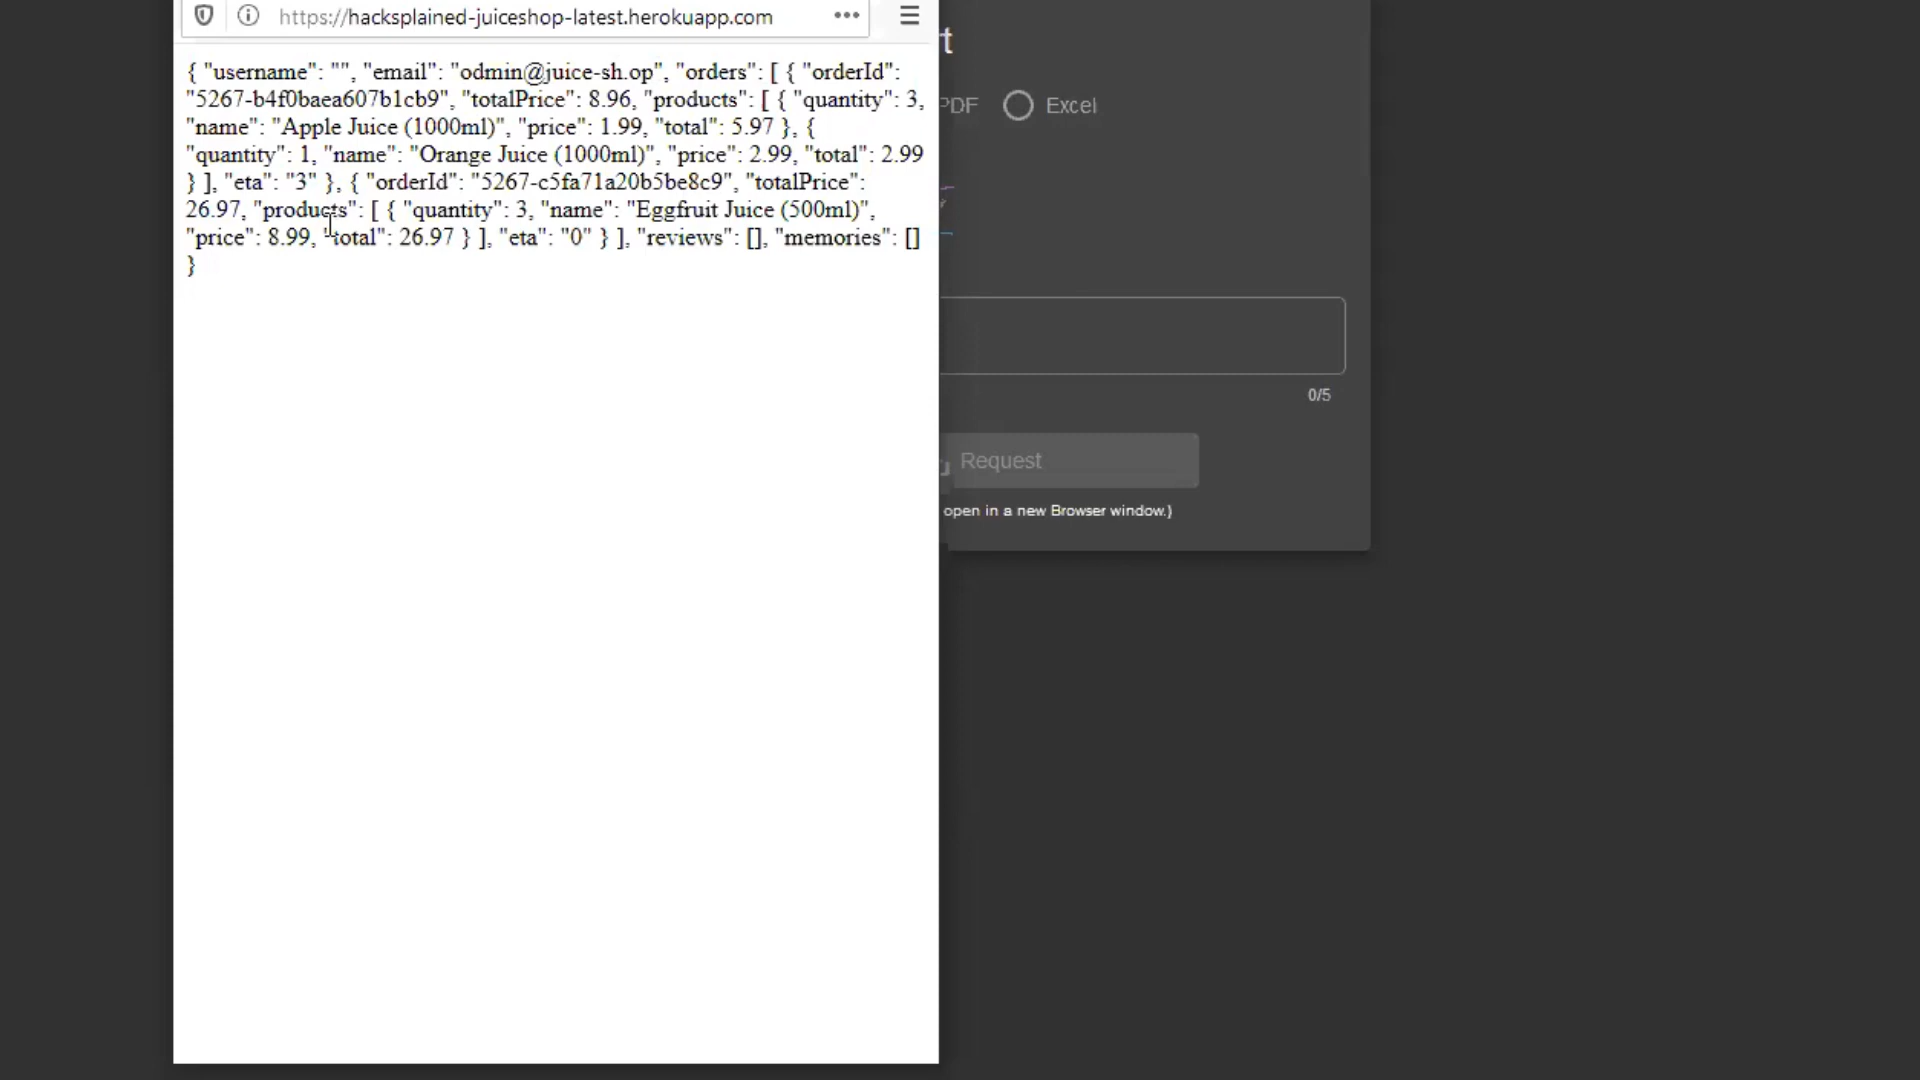 https://hacksplained-juiceshop-latest.herokuapp.com
{ "username": "", "email": "odmin@juice-sh.op", "orders": [ { "orderId":
"5267-b4f0baea607b1cb9", "totalPrice": 8.96, "products": [ { "quantity": 3,
"name": "Apple Juice (1000ml)", "price": 1.99, "total": 5.97 }, {
"quantity": 1, "name": "Orange Juice (1000ml)", "price": 2.99, "total": 2.99
} ], "eta": "3" }, { "orderId": "5267-c5fa71a20b5be8c9", "totalPrice":
26.97, "products": [ { "quantity": 3, "name": "Eggfruit Juice (500ml)",
"price": 8.99, "total": 26.97 } ], "eta": "0" } ], "reviews": [], "memories": []
}
t
PDF Excel
0/5
Request
open in a new Browser window.)